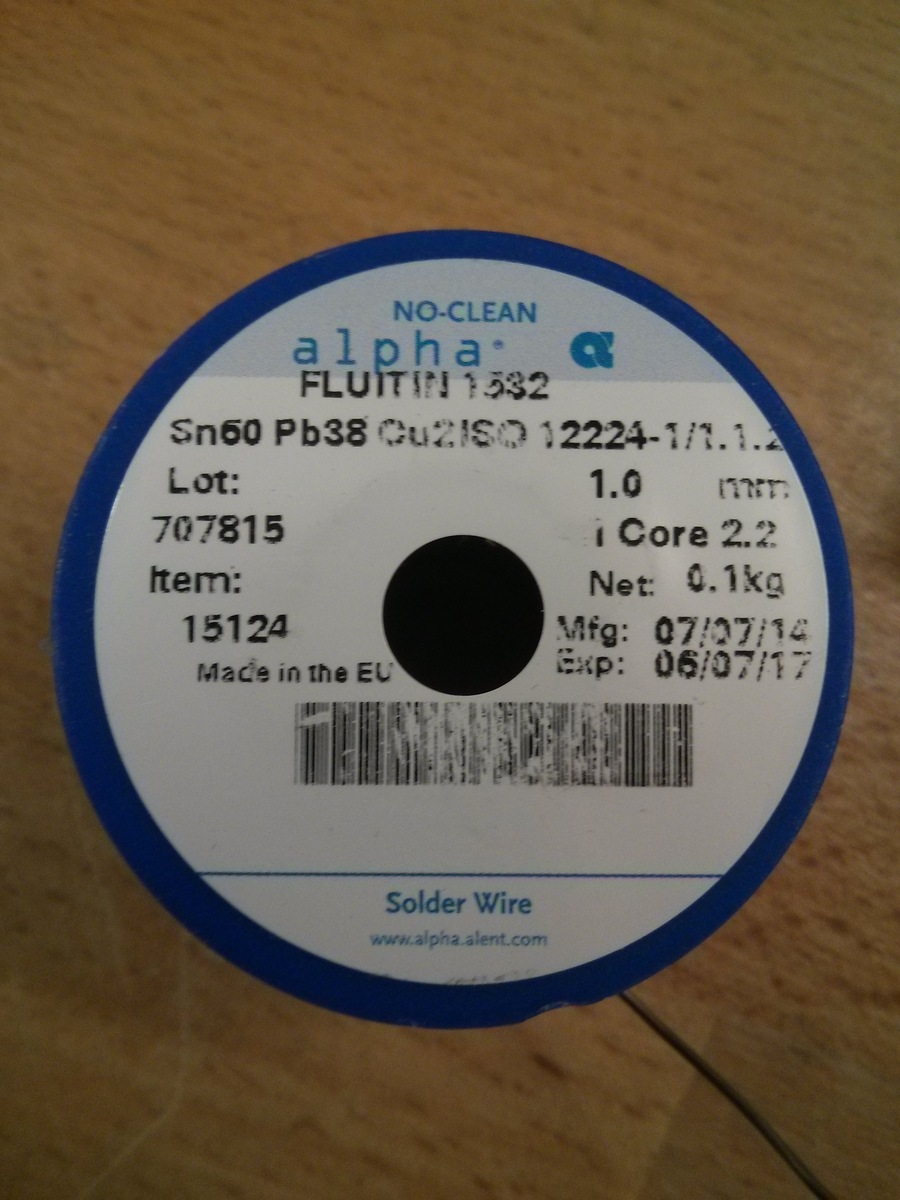 NO-CLEAN
alpha®
FLUITIN 1532
Sn60 Pb38 Cu2 ISO 12224-1/1.1.2
Lot: 1.0 mm
707815 1 Core 2.2
Item: Net: 0.1kg
15124 Mfg: 07/07/14
Made in the EU Exp: 06/07/17
Solder Wire
www.alpha.alent.com